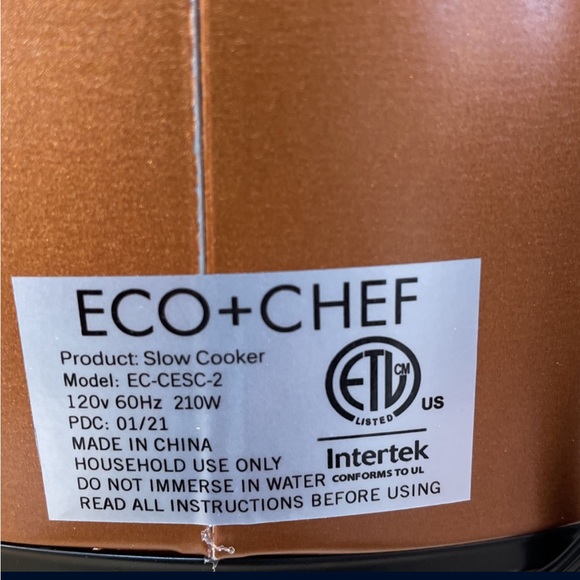 ECO+CHEF
Product: Slow Cooker
Model: EC-CESC-2
120v 60Hz 210W
PDC: 01/21
MADE IN CHINA
HOUSEHOLD USE ONLY
DO NOT IMMERSE IN WATER
READ ALL INSTRUCTIONS BEFORE USING
ETL CM
LISTED
US
Intertek
CONFORMS TO UL